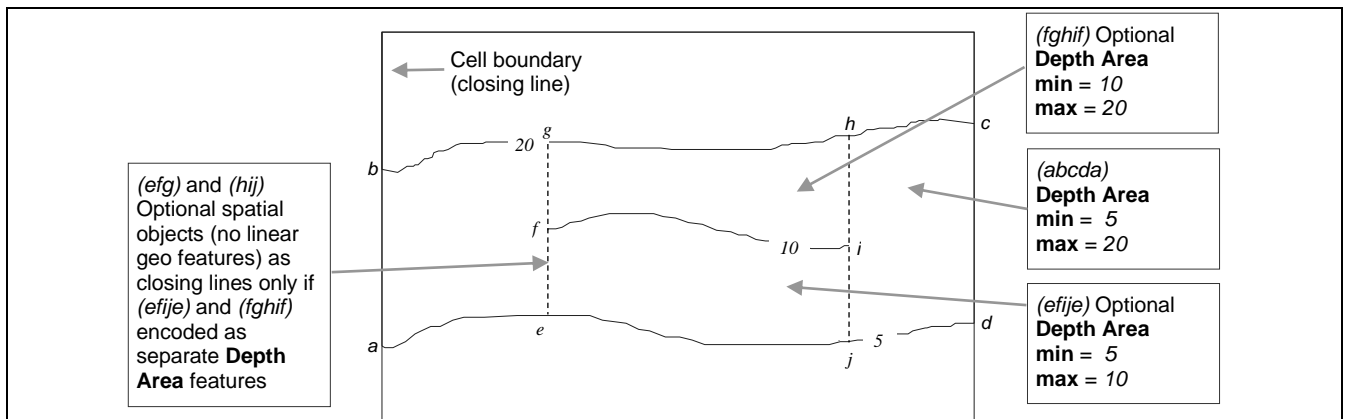 Cell boundary
(closing line)
(fghif) Optional
Depth Area
min = 10
max = 20
(efg) and (hij)
Optional spatial
objects (no linear
geo features) as
closing lines only if
(efije) and (fghif)
encoded as
separate Depth
Area features
b
20
g
h
c
(abcda)
Depth Area
min = 5
max = 20
f
10
i
a
e
j
5
d
(efije) Optional
Depth Area
min = 5
max = 10